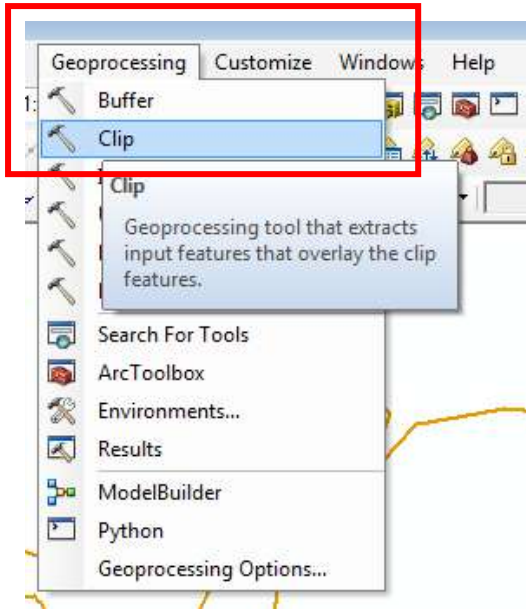 Geoprocessing Customize Windows Help
1:
Buffer
Clip
Clip
Geoprocessing tool that extracts
input features that overlay the clip
features.
Search For Tools
ArcToolbox
Environments...
Results
ModelBuilder
Python
Geoprocessing Options...